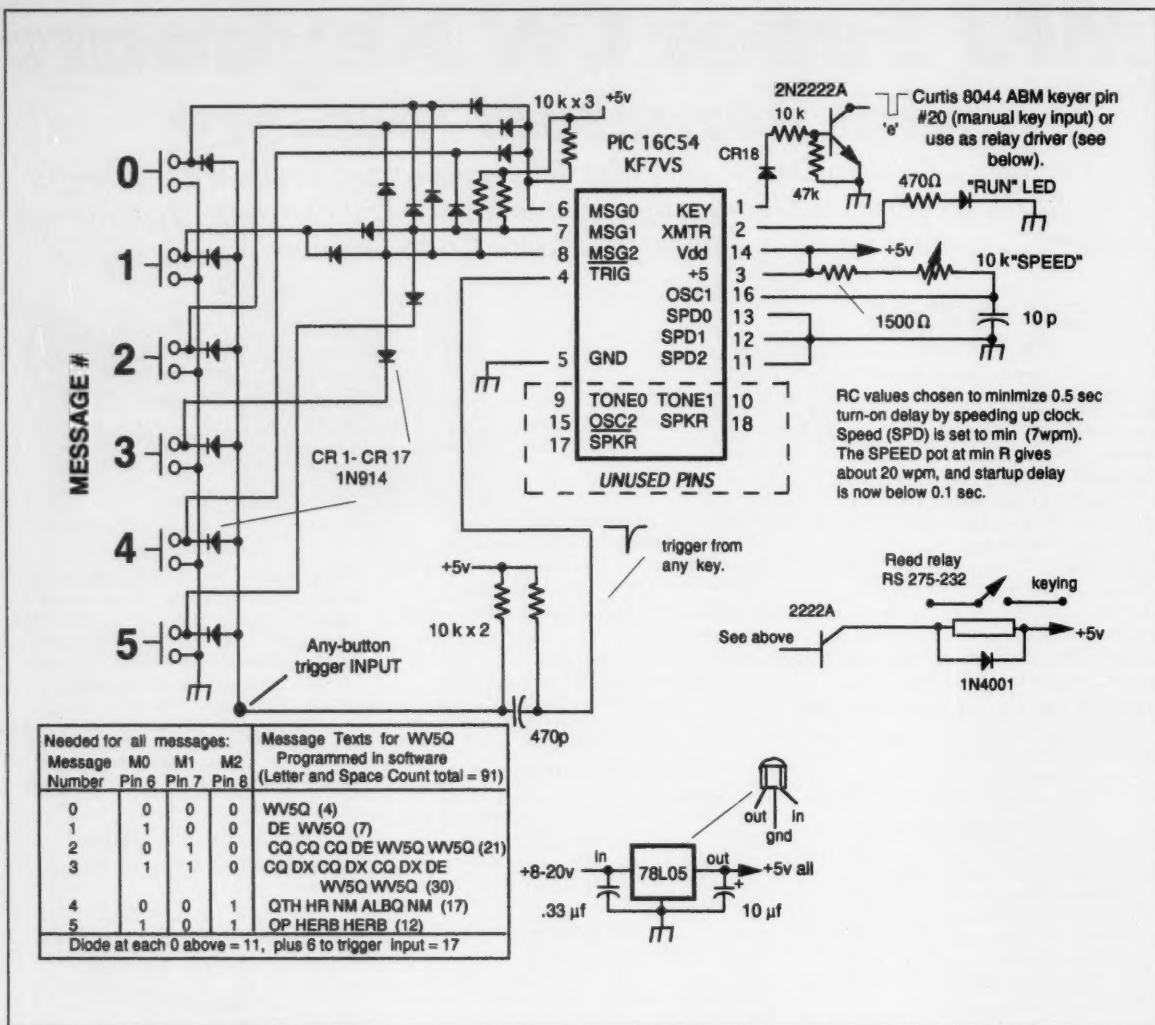 2N2222A
Curtis 8044 ABM keyer pin
#20 (manual key input) or
use as relay driver (see
below).
'e'
10 k
CR18
47k
10k x 3
+5v
PIC 16C54
KF7VS
470Ω
"RUN" LED
6 MSG0 KEY 1
7 MSG1 XMTR 2
8 MSG2 Vdd 14
4 TRIG +5 3
OSC1 16
SPD0 13
SPD1 12
5 GND SPD2 11
9 TONE0 TONE1 10
15 OSC2 SPKR 18
17 SPKR
UNUSED PINS
+5v
10 k "SPEED"
1500 Ω
10 p
MESSAGE #
0
1
2
3
4
5
CR 1- CR 17
1N914
RC values chosen to minimize 0.5 sec
turn-on delay by speeding up clock.
Speed (SPD) is set to min (7wpm).
The SPEED pot at min R gives
about 20 wpm, and startup delay
is now below 0.1 sec.
trigger from
any key.
+5v
10k x 2
470p
Any-button
trigger INPUT
Reed relay
RS 275-232
keying
2222A
See above
+5v
1N4001
Needed for all messages:
Message M0 M1 M2
Number Pin 6 Pin 7 Pin 8
Message Texts for WV5Q
Programmed in software
(Letter and Space Count total = 91)
0 0 0 0 WV5Q (4)
1 1 0 0 DE WV5Q (7)
2 0 1 0 CQ CQ CQ DE WV5Q WV5Q (21)
3 1 1 0 CQ DX CQ DX CQ DX DE
WV5Q WV5Q (30)
4 0 0 1 QTH HR NM ALBQ NM (17)
5 1 0 1 OP HERB HERB (12)
Diode at each 0 above = 11, plus 6 to trigger input = 17
out in
gnd
+8-20v
in
78L05
out
+5v all
.33 µf
+
10 µf